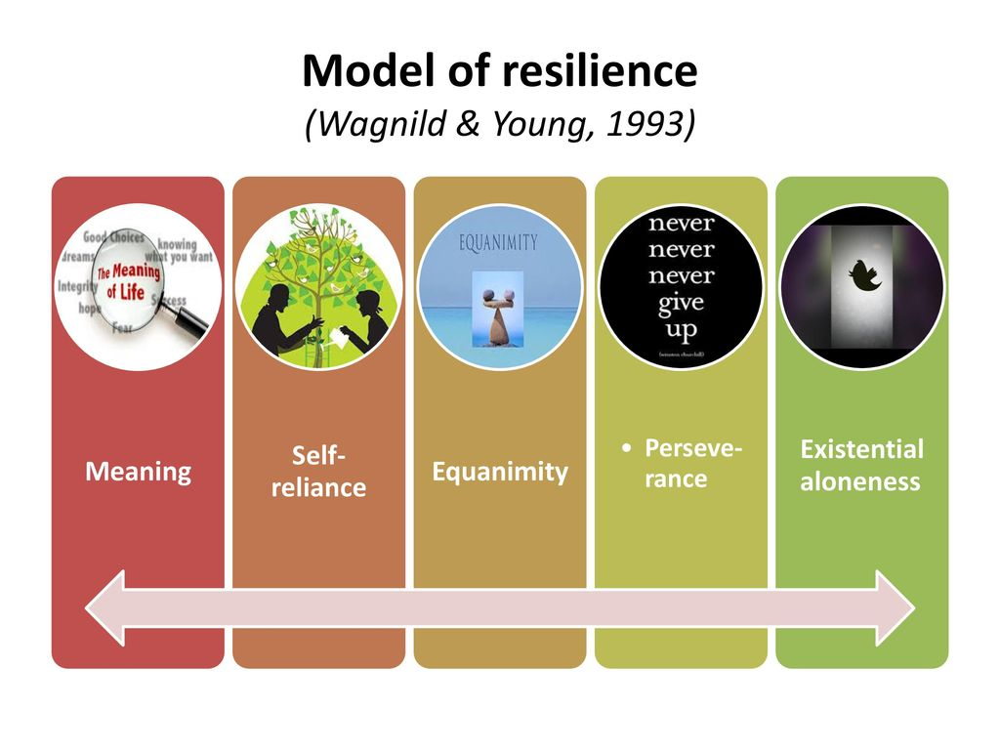 Model of resilience
(Wagnild & Young, 1993)
Good Choices
knowing
dreams
what you want
The Meaning
of Life
Integrity
Success
hope
Fear
EQUANIMITY
never
never
never
give
up
(winston churchill)
Meaning
Self-
reliance
Equanimity
• Perseve-
rance
Existential
aloneness